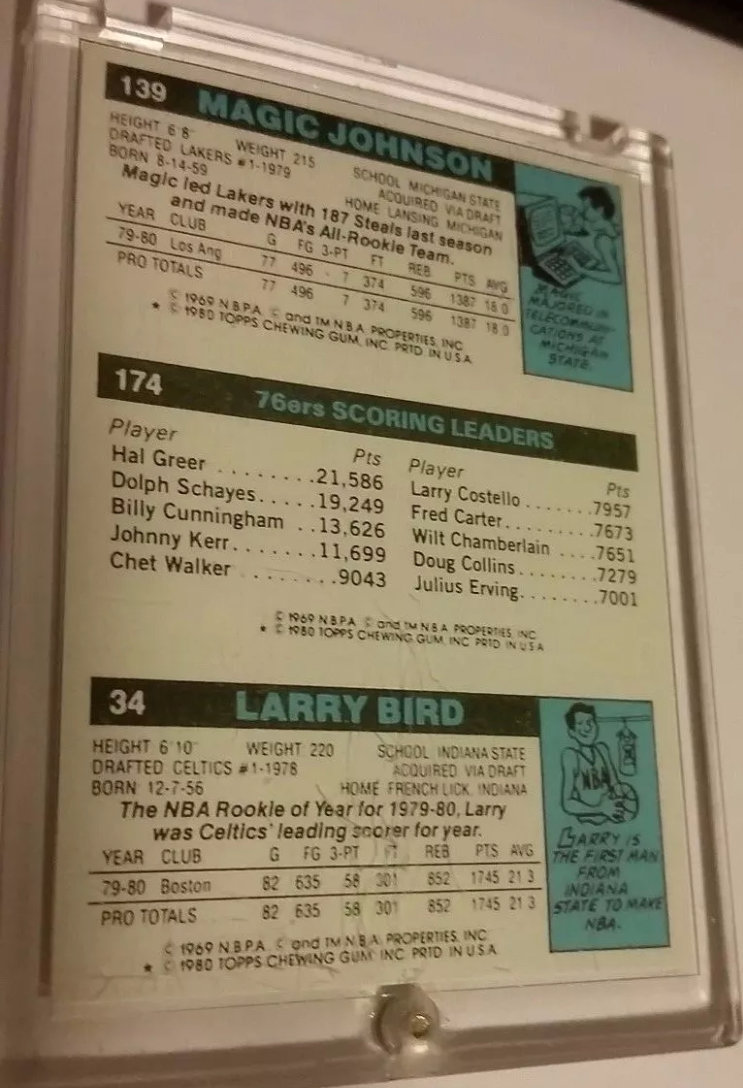 139 MAGIC JOHNSON
HEIGHT 6'8" WEIGHT 215 SCHOOL MICHIGAN STATE
DRAFTED LAKERS #1-1979 ACQUIRED VIA DRAFT
BORN 8-14-59 HOME LANSING MICHIGAN
Magic led Lakers with 187 Steals last season
and made NBA's All-Rookie Team.
YEAR CLUB G FG 3-PT FT REB PTS AVG
79-80 Los Ang 77 496 7 374 596 1387 18.0
PRO TOTALS 77 496 7 374 596 1387 18.0
© 1969 N.B.P.A. © and TM N.B.A. PROPERTIES, INC.
* © 1980 TOPPS CHEWING GUM, INC. PRTD IN U.S.A.
MAGIC
MAJORED IN
TELECOMMUNI-
CATIONS AT
MICHIGAN
STATE.
174 76ers SCORING LEADERS
Player Pts Player Pts
Hal Greer ........21,586 Larry Costello .......7957
Dolph Schayes.....19,249 Fred Carter.........7673
Billy Cunningham ..13,626 Wilt Chamberlain ....7651
Johnny Kerr.......11,699 Doug Collins........7279
Chet Walker ........9043 Julius Erving........7001
© 1969 N.B.P.A. © and TM N.B.A. PROPERTIES, INC.
* © 1980 TOPPS CHEWING GUM, INC. PRTD IN U.S.A.
34 LARRY BIRD
HEIGHT 6'10" WEIGHT 220 SCHOOL INDIANA STATE
DRAFTED CELTICS #1-1978 ACQUIRED VIA DRAFT
BORN 12-7-56 HOME FRENCH LICK, INDIANA
The NBA Rookie of Year for 1979-80, Larry
was Celtics' leading scorer for year.
YEAR CLUB G FG 3-PT FT REB PTS AVG
79-80 Boston 82 635 58 301 852 1745 21.3
PRO TOTALS 82 635 58 301 852 1745 21.3
© 1969 N.B.P.A. © and TM N.B.A. PROPERTIES, INC.
* © 1980 TOPPS CHEWING GUM, INC. PRTD IN U.S.A.
NBA
LARRY IS
THE FIRST MAN
FROM
INDIANA
STATE TO MAKE
NBA.